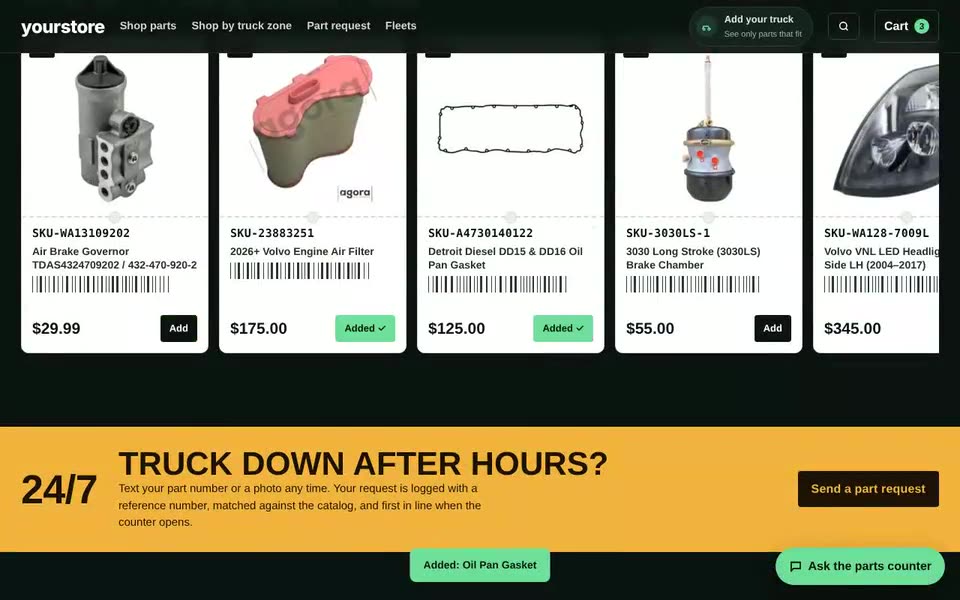 yourstore
Shop parts
Shop by truck zone
Part request
Fleets
Add your truck
See only parts that fit
Cart 3
agora
agora
SKU-WA13109202
Air Brake Governor
TDAS4324709202 / 432-470-920-2
$29.99
Add
SKU-23883251
2026+ Volvo Engine Air Filter
$175.00
Added ✓
SKU-A4730140122
Detroit Diesel DD15 & DD16 Oil
Pan Gasket
$125.00
Added ✓
SKU-3030LS-1
3030 Long Stroke (3030LS)
Brake Chamber
$55.00
Add
SKU-WA128-7009L
Volvo VNL LED Headlig
Side LH (2004–2017)
$345.00
24/7
TRUCK DOWN AFTER HOURS?
Text your part number or a photo any time. Your request is logged with a
reference number, matched against the catalog, and first in line when the
counter opens.
Send a part request
Added: Oil Pan Gasket
Ask the parts counter